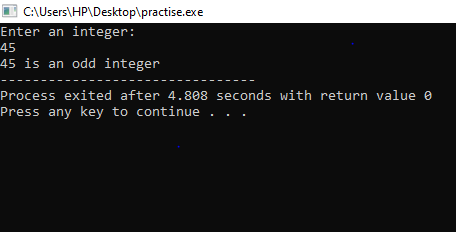 C:\Users\HP\Desktop\practise.exe
Enter an integer:
45
45 is an odd integer
--------------------------------
Process exited after 4.808 seconds with return value 0
Press any key to continue . . .